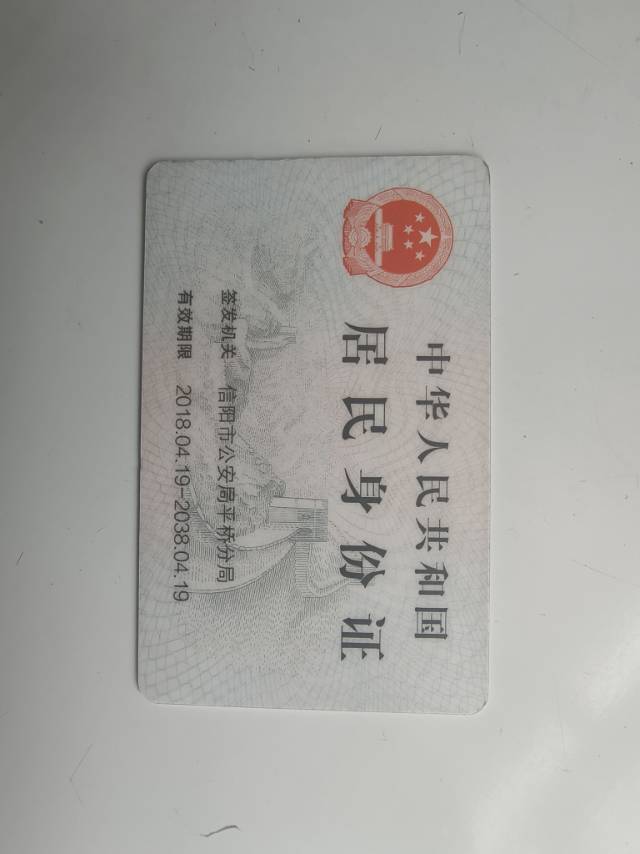 中华人民共和国
居民身份证
签发机关 信阳市公安局平桥分局
有效期限 2018.04.19-2038.04.19